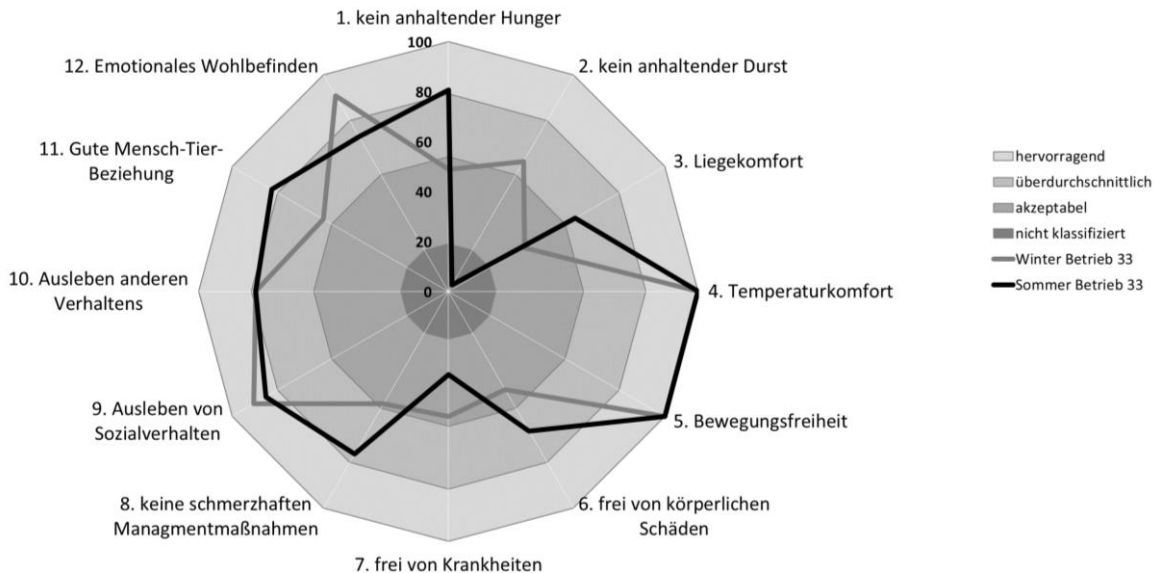 1. kein anhaltender Hunger
2. kein anhaltender Durst
3. Liegekomfort
4. Temperaturkomfort
5. Bewegungsfreiheit
6. frei von körperlichen
Schäden
7. frei von Krankheiten
8. keine schmerzhaften
Managmentmaßnahmen
9. Ausleben von
Sozialverhalten
10. Ausleben anderen
Verhaltens
11. Gute Mensch-Tier-
Beziehung
12. Emotionales Wohlbefinden
100
80
60
40
20
0
hervorragend
überdurchschnittlich
akzeptabel
nicht klassifiziert
Winter Betrieb 33
Sommer Betrieb 33